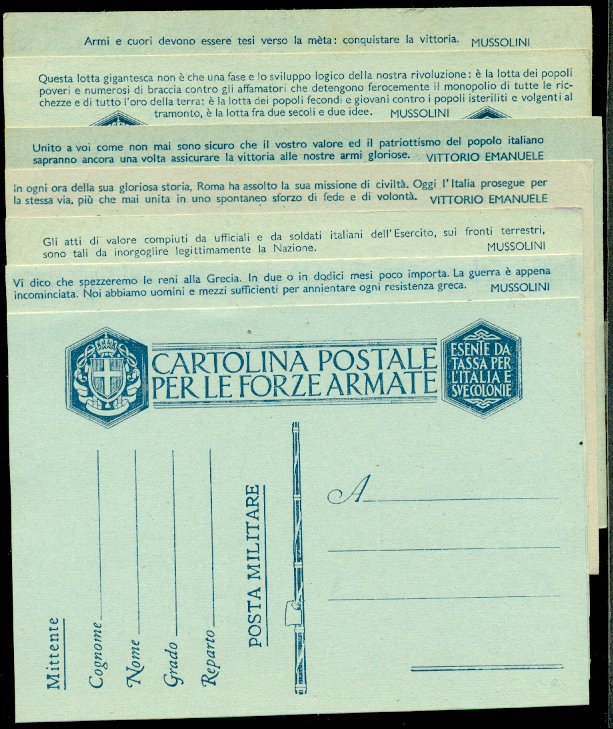 Armi e cuori devono essere tesi verso la mèta: conquistare la vittoria. MUSSOLINI
Questa lotta gigantesca non è che una fase e lo sviluppo logico della nostra rivoluzione: è la lotta dei popoli
poveri e numerosi di braccia contro gli affamatori che detengono ferocemente il monopolio di tutte le ric-
chezze e di tutto l'oro della terra: è la lotta dei popoli fecondi e giovani contro i popoli isteriliti e volgenti al
tramonto, è la lotta fra due secoli e due idee. MUSSOLINI
Unito a voi come non mai sono sicuro che il vostro valore ed il patriottismo del popolo italiano
sapranno ancora una volta assicurare la vittoria alle nostre armi gloriose. VITTORIO EMANUELE
In ogni ora della sua gloriosa storia, Roma ha assolto la sua missione di civiltà. Oggi l'Italia prosegue per
la stessa via, più che mai unita in uno spontaneo sforzo di fede e di volontà. VITTORIO EMANUELE
Gli atti di valore compiuti da ufficiali e da soldati italiani dell'Esercito, sui fronti terrestri,
sono tali da inorgoglire legittimamente la Nazione. MUSSOLINI
Vi dico che spezzeremo le reni alla Grecia. In due o in dodici mesi poco importa. La guerra è appena
incominciata. Noi abbiamo uomini e mezzi sufficienti per annientare ogni resistenza greca. MUSSOLINI
CARTOLINA POSTALE
PER LE FORZE ARMATE
ESENTE DA
TASSA PER
L'ITALIA E
SVE COLONIE
Mittente
Cognome
Nome
Grado
Reparto
POSTA MILITARE
A